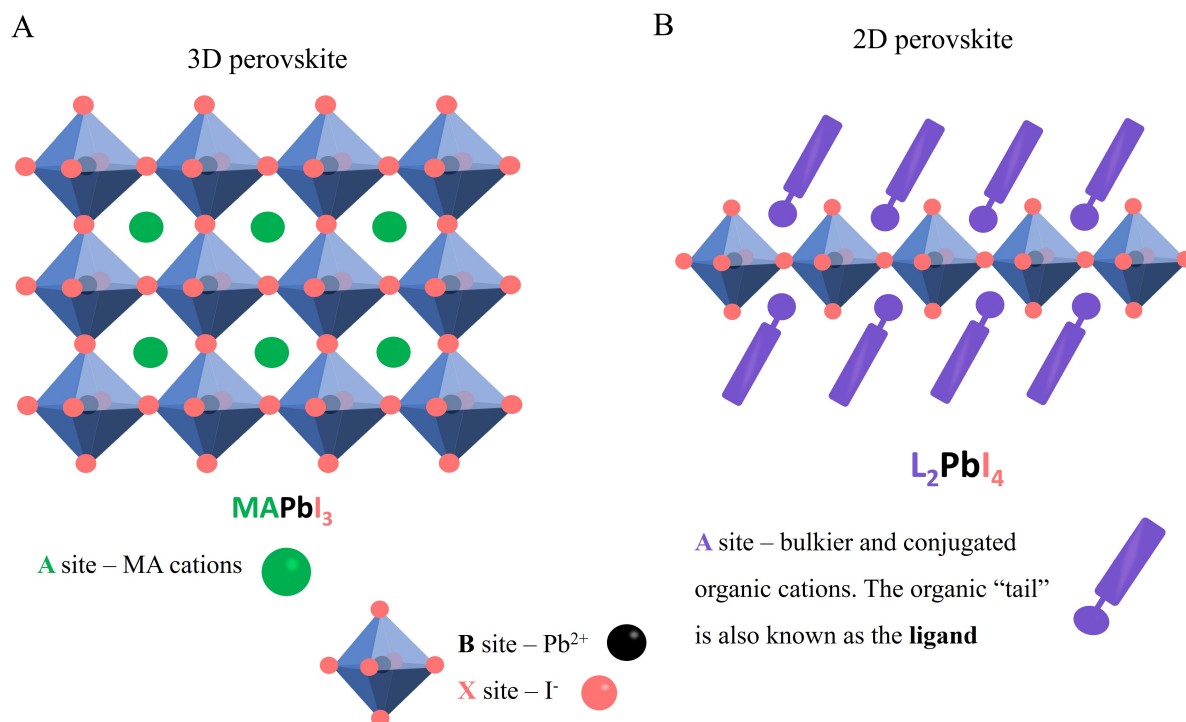 A
3D perovskite
MAPbI₃
A site – MA cations
B site – Pb²⁺
X site – I⁻
B
2D perovskite
L₂PbI₄
A site – bulkier and conjugated
organic cations. The organic “tail”
is also known as the ligand